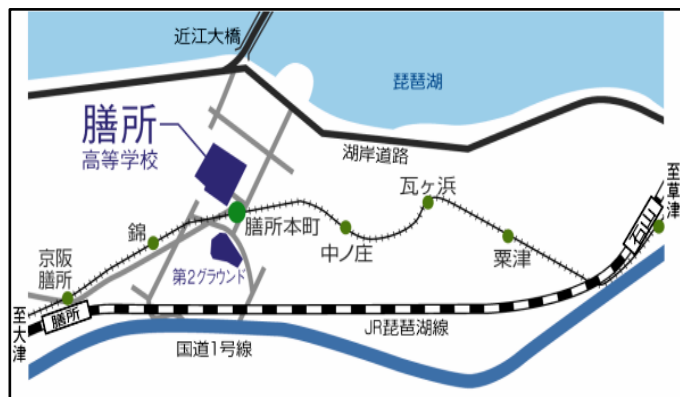 近江大橋
琵琶湖
膳所
高等学校
湖岸道路
瓦ヶ浜
至草津
石山
膳所本町
中ノ庄
粟津
錦
京阪
膳所
第2グラウンド
至大津
膳所
JR琵琶湖線
国道1号線